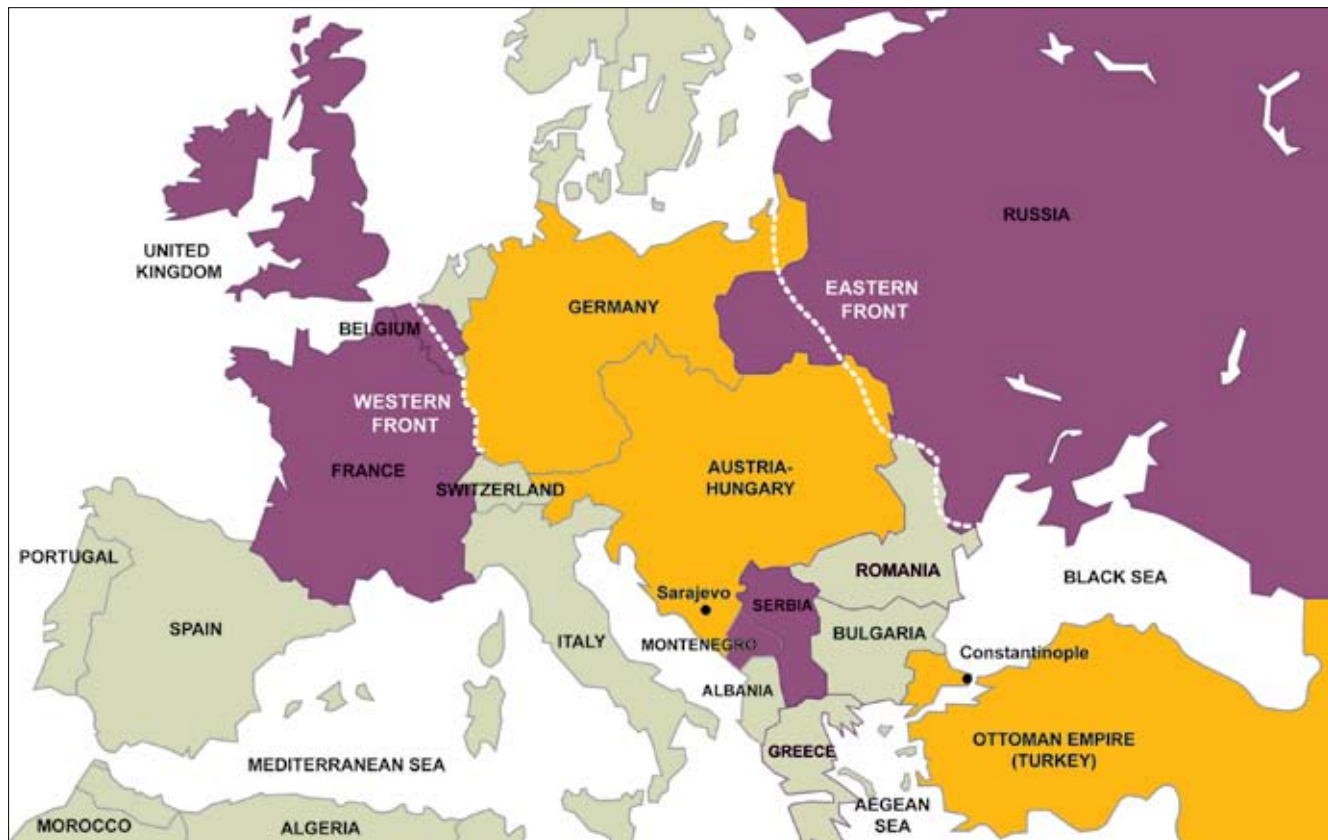 RUSSIA
UNITED
KINGDOM
EASTERN
FRONT
GERMANY
BELGIUM
WESTERN
FRONT
FRANCE
SWITZERLAND
AUSTRIA-
HUNGARY
PORTUGAL
ROMANIA
BLACK SEA
Sarajevo
SERBIA
SPAIN
ITALY
MONTENEGRO
BULGARIA
Constantinople
ALBANIA
GREECE
OTTOMAN EMPIRE
(TURKEY)
MEDITERRANEAN SEA
AEGEAN
SEA
MOROCCO
ALGERIA